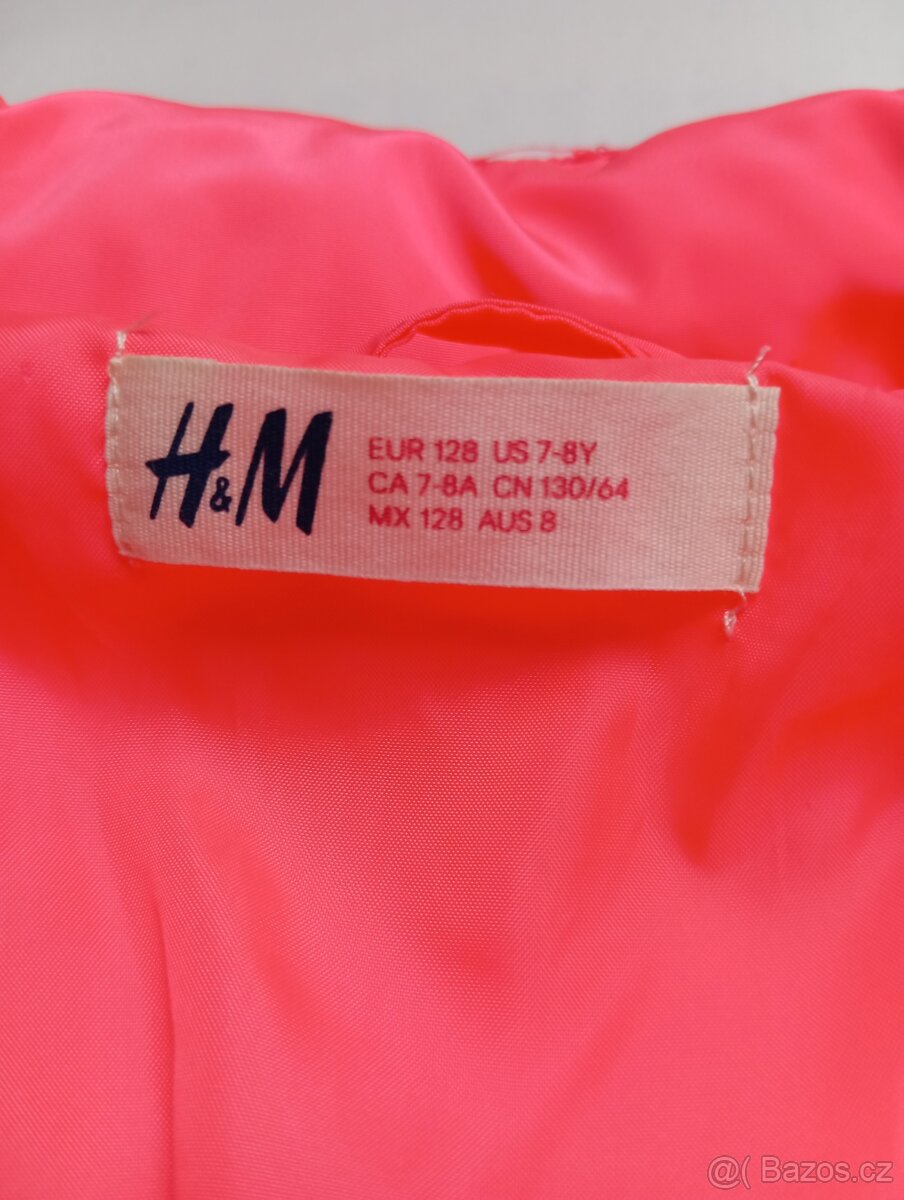 H&M
EUR 128 US 7-8Y
CA 7-8A CN 130/64
MX 128 AUS 8
@( Bazos.cz